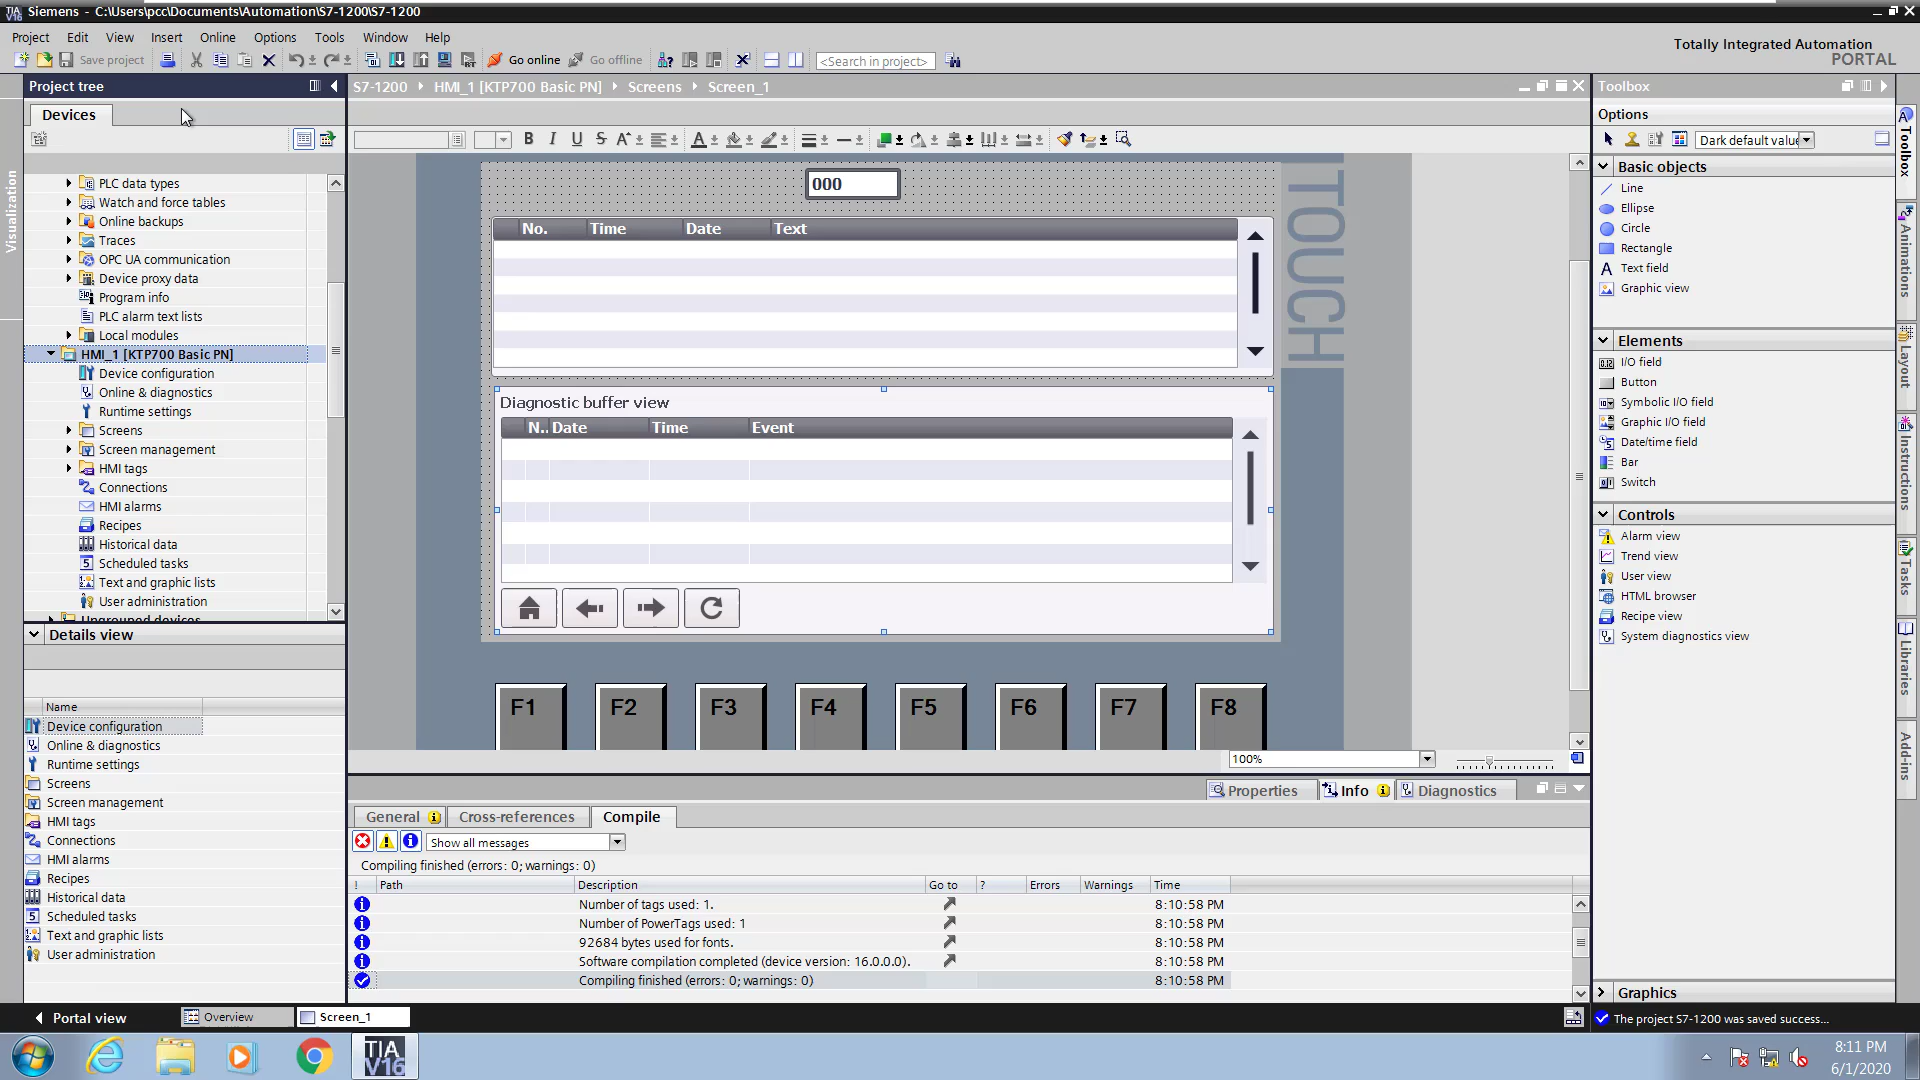 Siemens - C:\Users\pcc\Documents\Automation\S7-1200\S7-1200
Project Edit View Insert Online Options Tools Window Help
Totally Integrated Automation
PORTAL
Save project
Go online
Go offline
<Search in project>
Project tree
S7-1200 HMI_1 [KTP700 Basic PN] Screens Screen_1
Toolbox
Devices
Options
Dark default value
Visualization
PLC data types
Watch and force tables
Online backups
Traces
OPC UA communication
Device proxy data
Program info
PLC alarm text lists
Local modules
HMI_1 [KTP700 Basic PN]
Device configuration
Online & diagnostics
Runtime settings
Screens
Screen management
HMI tags
Connections
HMI alarms
Recipes
Historical data
Scheduled tasks
Text and graphic lists
User administration
Ungrouped devices
Details view
Name
Device configuration
Online & diagnostics
Runtime settings
Screens
Screen management
HMI tags
Connections
HMI alarms
Recipes
Historical data
Scheduled tasks
Text and graphic lists
User administration
000
No. Time Date Text
TOUCH
Diagnostic buffer view
N.. Date Time Event
F1 F2 F3 F4 F5 F6 F7 F8
100%
Properties Info Diagnostics
General Cross-references Compile
Show all messages
Compiling finished (errors: 0; warnings: 0)
! Path Description Go to ? Errors Warnings Time
Number of tags used: 1. 8:10:58 PM
Number of PowerTags used: 1 8:10:58 PM
92684 bytes used for fonts. 8:10:58 PM
Software compilation completed (device version: 16.0.0.0). 8:10:58 PM
Compiling finished (errors: 0; warnings: 0) 8:10:58 PM
Basic objects
Line
Ellipse
Circle
Rectangle
Text field
Graphic view
Elements
I/O field
Button
Symbolic I/O field
Graphic I/O field
Date/time field
Bar
Switch
Controls
Alarm view
Trend view
User view
HTML browser
Recipe view
System diagnostics view
Graphics
Toolbox
Animations
Layout
Instructions
Tasks
Libraries
Add-ins
Portal view
Overview
Screen_1
The project S7-1200 was saved success...
TIA
V16
8:11 PM
6/1/2020